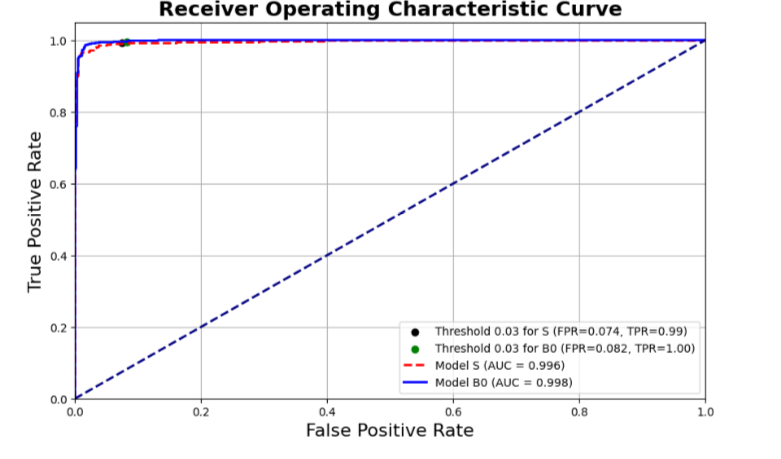 Receiver Operating Characteristic Curve
True Positive Rate
1.0
0.8
0.6
0.4
0.2
0.0
Threshold 0.03 for S (FPR=0.074, TPR=0.99)
Threshold 0.03 for B0 (FPR=0.082, TPR=1.00)
Model S (AUC = 0.996)
Model B0 (AUC = 0.998)
0.0 0.2 0.4 0.6 0.8 1.0
False Positive Rate